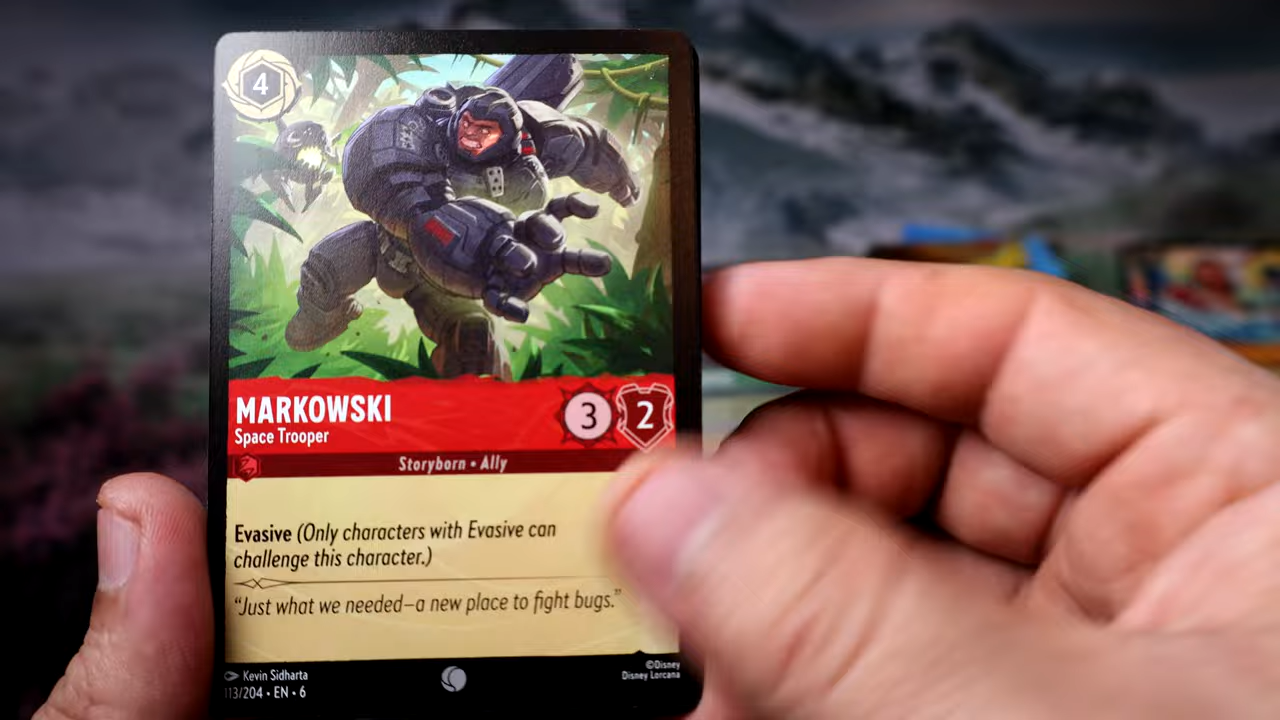 4
MARKOWSKI
Space Trooper
3
2
Storyborn • Ally
Evasive (Only characters with Evasive can
challenge this character.)
“Just what we needed—a new place to fight bugs.”
Kevin Sidharta
113/204 • EN • 6
©Disney
Disney Lorcana